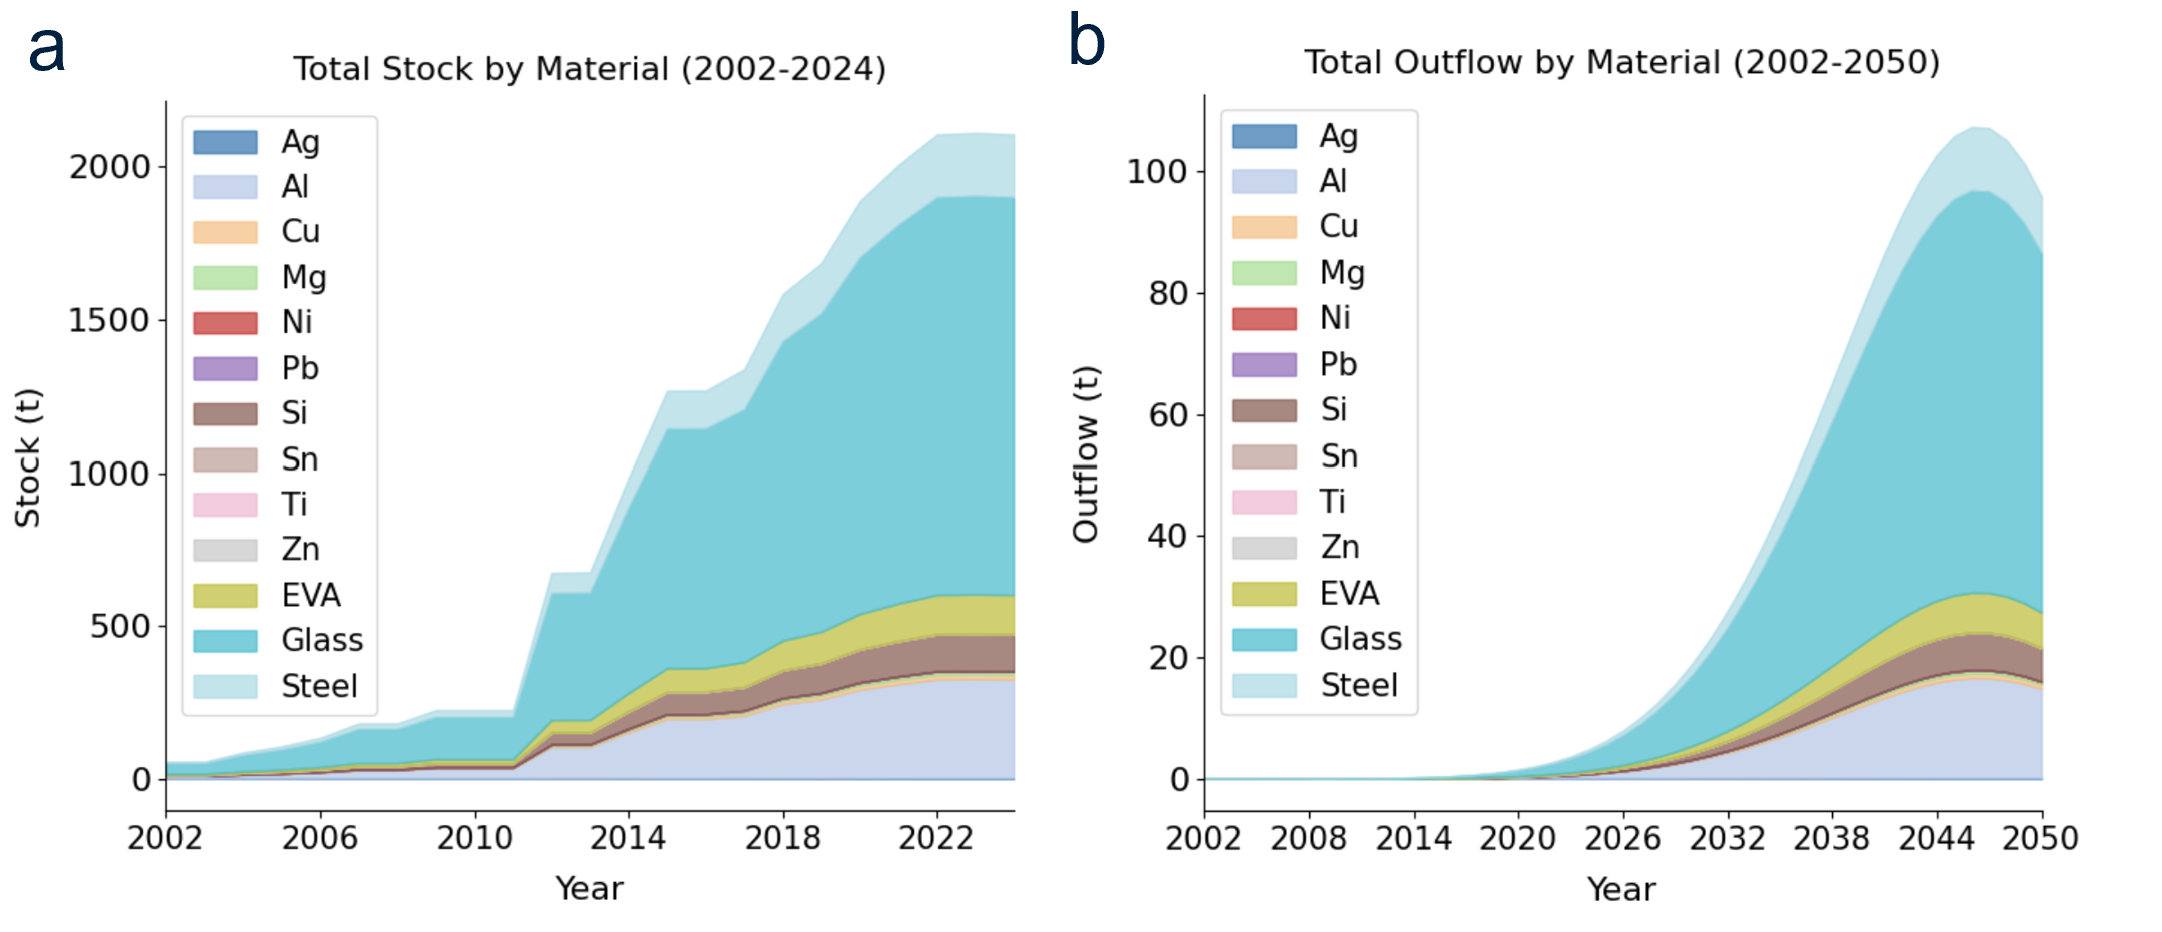 a
Total Stock by Material (2002-2024)
Ag
Al
Cu
Mg
Ni
Pb
Si
Sn
Ti
Zn
EVA
Glass
Steel
2000
1500
1000
500
0
Stock (t)
2002 2006 2010 2014 2018 2022
Year
b
Total Outflow by Material (2002-2050)
Ag
Al
Cu
Mg
Ni
Pb
Si
Sn
Ti
Zn
EVA
Glass
Steel
100
80
60
40
20
0
Outflow (t)
2002 2008 2014 2020 2026 2032 2038 2044 2050
Year